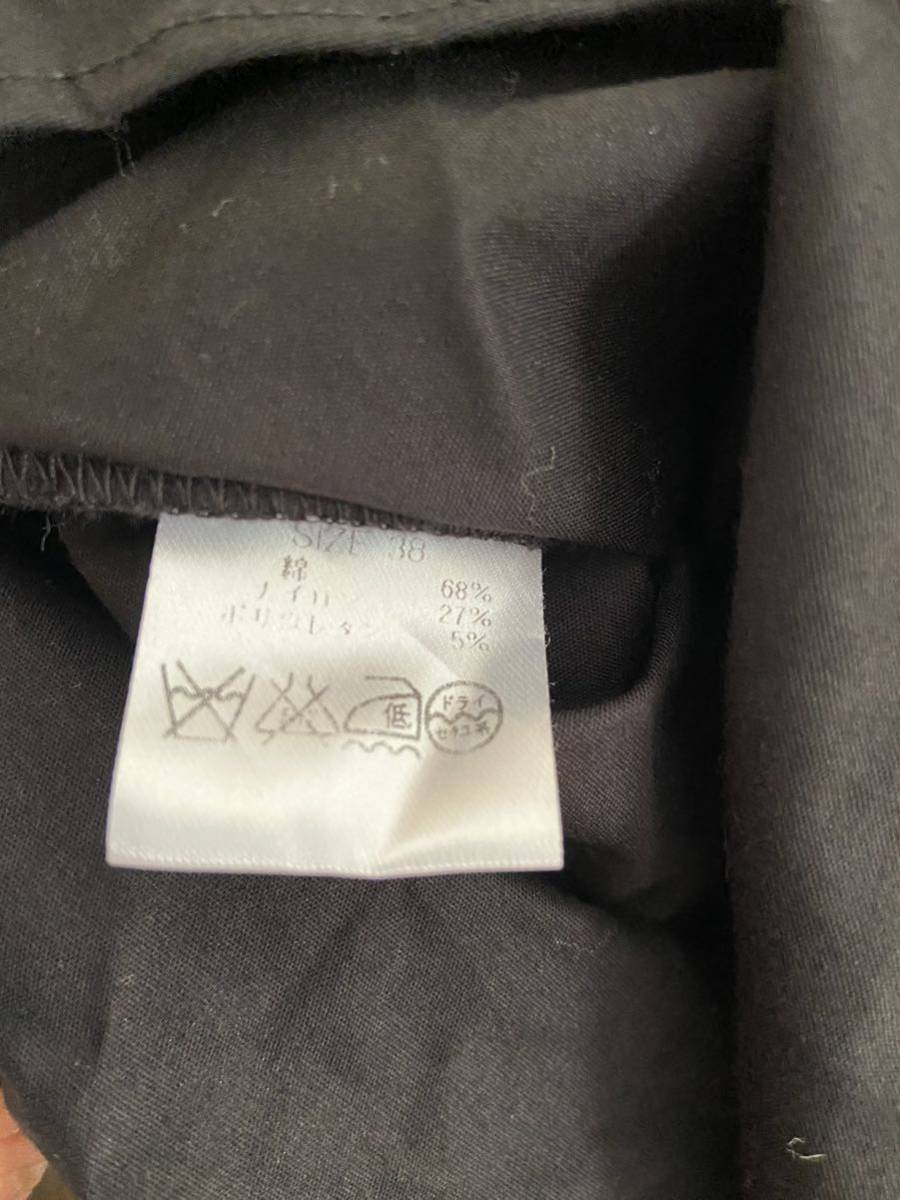 SIZE 38
綿 68%
ナイロン 27%
ポリウレタン 5%
低
ドライ
セキユ系